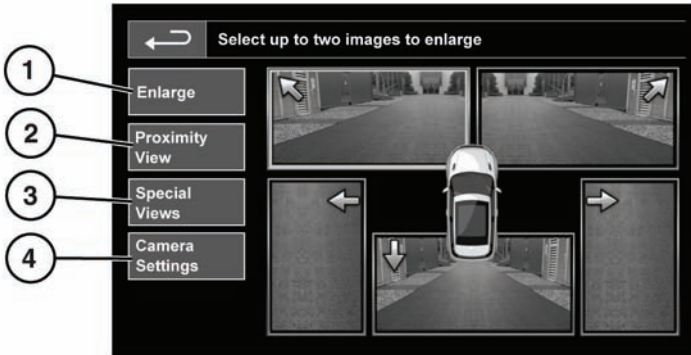 Select up to two images to enlarge
1
Enlarge
2
Proximity
View
3
Special
Views
4
Camera
Settings